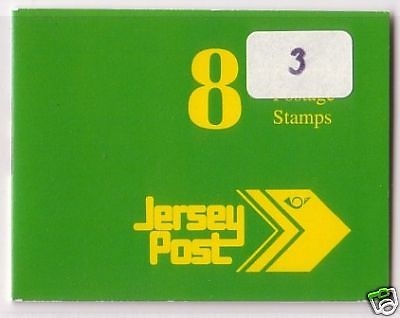 8
3
Postage
Stamps
Jersey
Post